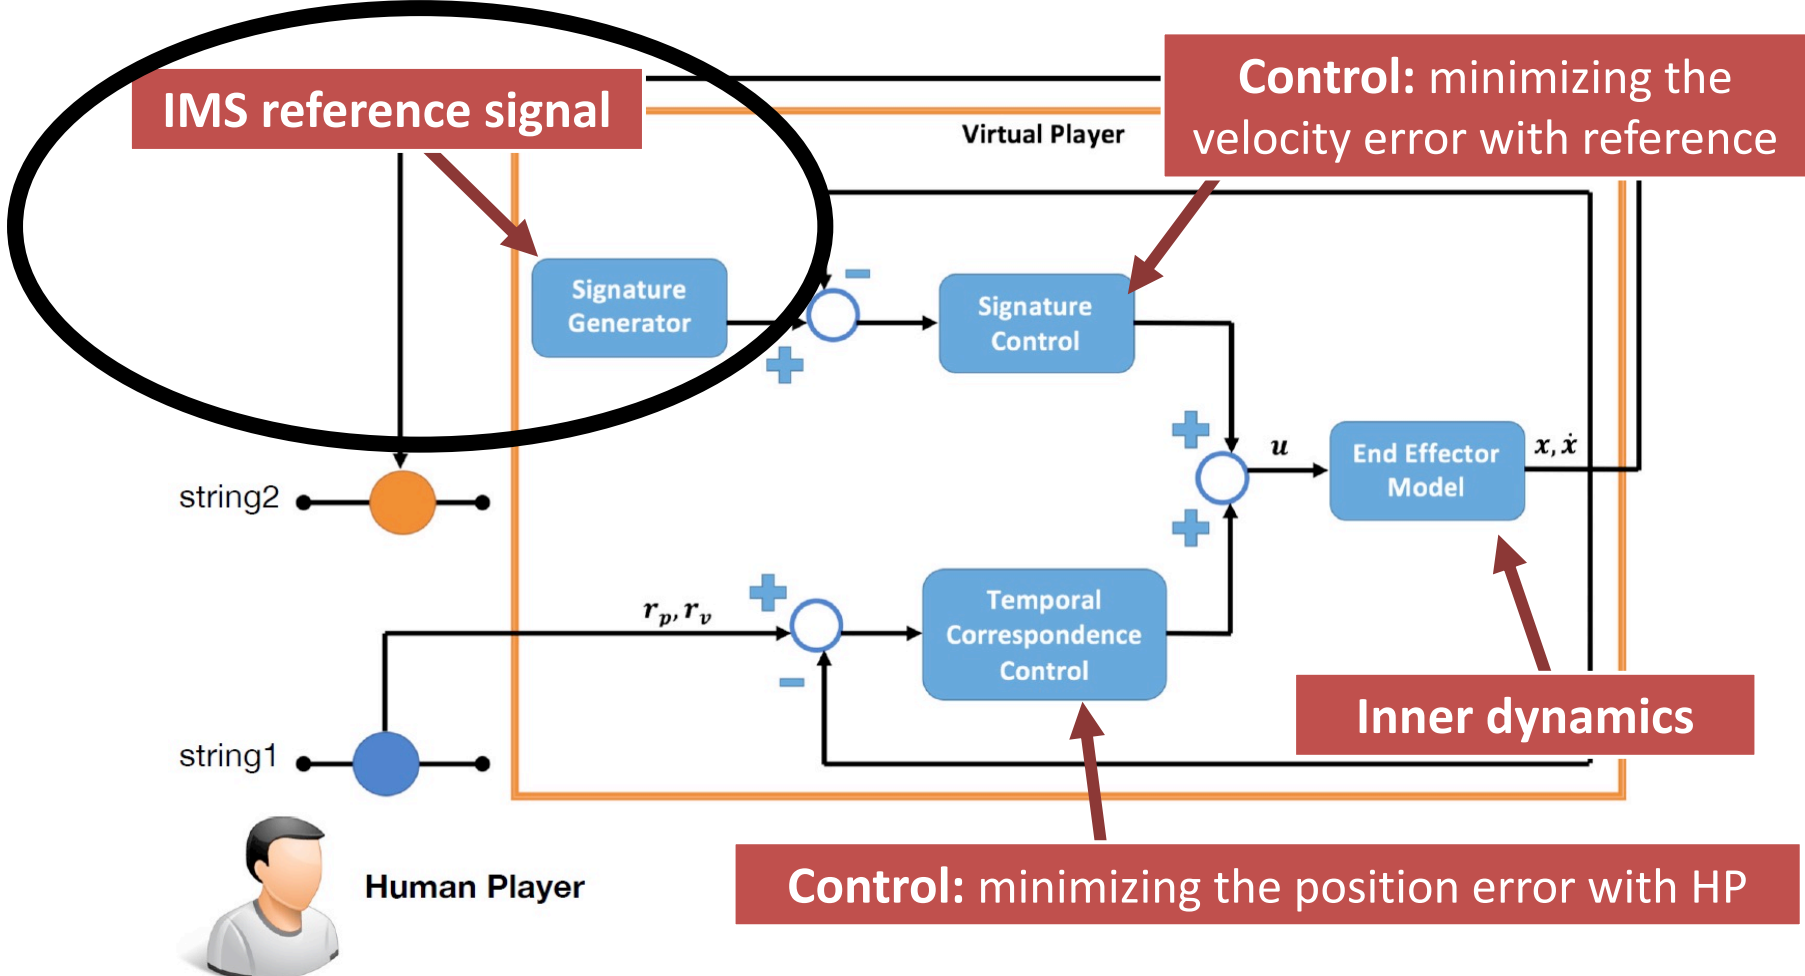 IMS reference signal
Control: minimizing the
velocity error with reference
Virtual Player
Signature
Generator
−
+
Signature
Control
+
u
End Effector
Model
x, ẋ
string2
+
+
r_p, r_v
−
Temporal
Correspondence
Control
Inner dynamics
string1
Human Player
Control: minimizing the position error with HP